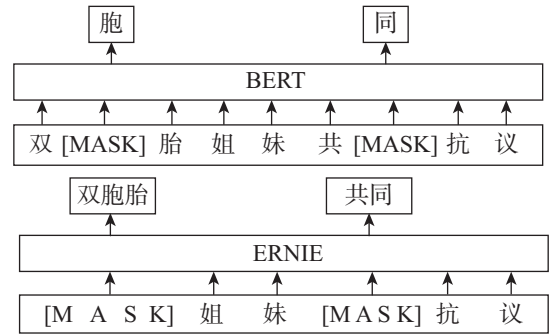 胞 同
BERT
双 [MASK] 胎 姐 妹 共 [MASK] 抗 议
双胞胎 共同
ERNIE
[M A S K] 姐 妹 [M A S K] 抗 议